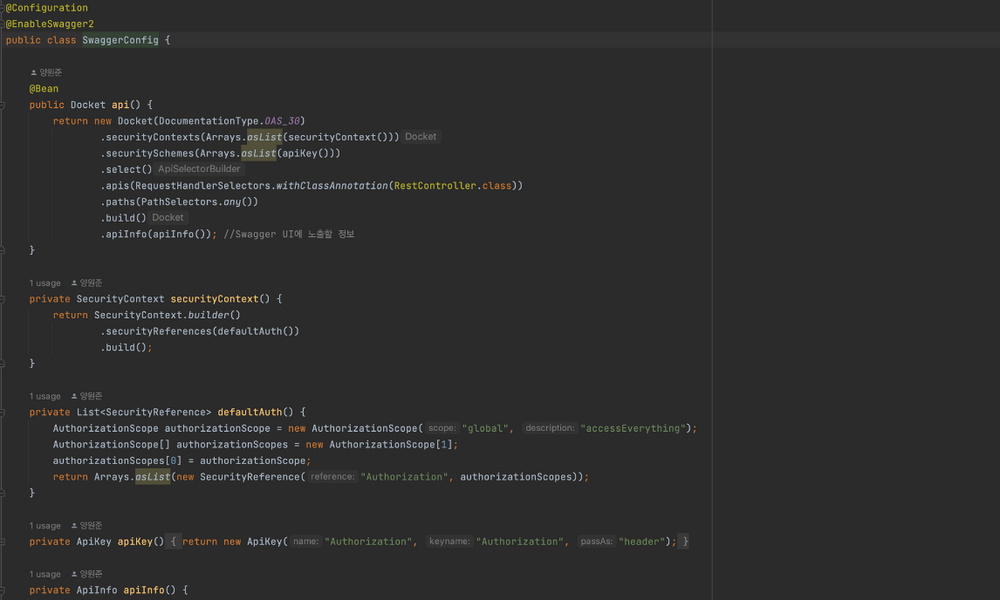 @Configuration
@EnableSwagger2
public class SwaggerConfig {
양원준
@Bean
public Docket api() {
return new Docket(DocumentationType.OAS_30)
.securityContexts(Arrays.asList(securityContext())) Docket
.securitySchemes(Arrays.asList(apiKey()))
.select() ApiSelectorBuilder
.apis(RequestHandlerSelectors.withClassAnnotation(RestController.class))
.paths(PathSelectors.any())
.build() Docket
.apiInfo(apiInfo()); //Swagger UI에 노출할 정보
}
1 usage 양원준
private SecurityContext securityContext() {
return SecurityContext.builder()
.securityReferences(defaultAuth())
.build();
}
1 usage 양원준
private List<SecurityReference> defaultAuth() {
AuthorizationScope authorizationScope = new AuthorizationScope( scope: "global", description: "accessEverything");
AuthorizationScope[] authorizationScopes = new AuthorizationScope[1];
authorizationScopes[0] = authorizationScope;
return Arrays.asList(new SecurityReference( reference: "Authorization", authorizationScopes));
}
1 usage 양원준
private ApiKey apiKey() { return new ApiKey( name: "Authorization", keyname: "Authorization", passAs: "header"); }
1 usage 양원준
private ApiInfo apiInfo() {